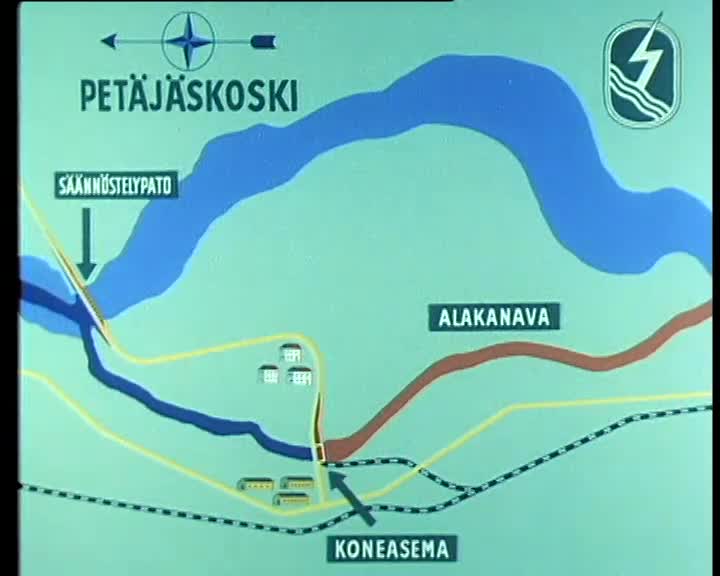 PETÄJÄSKOSKI
SÄÄNNÖSTELYPATO
ALAKANAVA
KONEASEMA